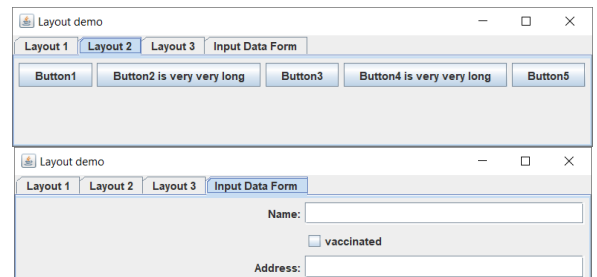 Layout demo
Layout 1 Layout 2 Layout 3 Input Data Form
Button1 Button2 is very very long Button3 Button4 is very very long Button5
Layout demo
Layout 1 Layout 2 Layout 3 Input Data Form
Name:
vaccinated
Address: